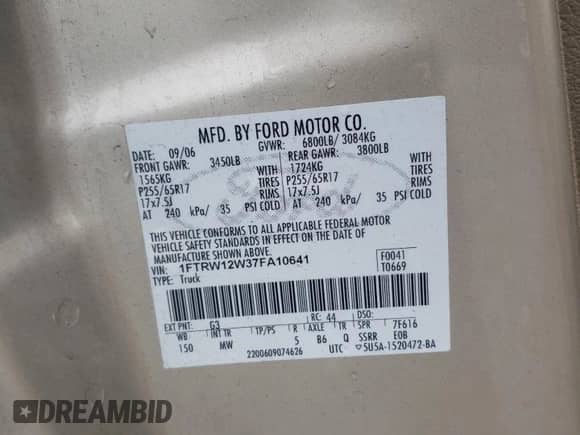 MFD. BY FORD MOTOR CO.
DATE: 09/06 GVWR: 6800LB/ 3084KG
FRONT GAWR: 3450LB REAR GAWR: 3800LB
1565KG WITH 1724KG WITH
P255/65R17 TIRES P255/65R17 TIRES
17x7.5J RIMS 17x7.5J RIMS
AT 240 kPa/ 35 PSI COLD AT 240 kPa/ 35 PSI COLD
Ford
THIS VEHICLE CONFORMS TO ALL APPLICABLE FEDERAL MOTOR
VEHICLE SAFETY STANDARDS IN EFFECT ON THE DATE OF
MANUFACTURE SHOWN ABOVE.
VIN: 1FTRW12W37FA10641 F0041
TYPE: Truck T0669
EXT PNT: G3 RC: 44 DSO:
WB INT TR TP/PS R AXLE TR SPR 7F616
150 MW 5 B6 Q SSRR EOB
2200609074626 UTC 5U5A-1520472-BA
DREAMBID